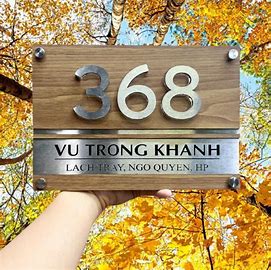 368
VU TRONG KHANH
LACH TRAY, NGO QUYEN, HP